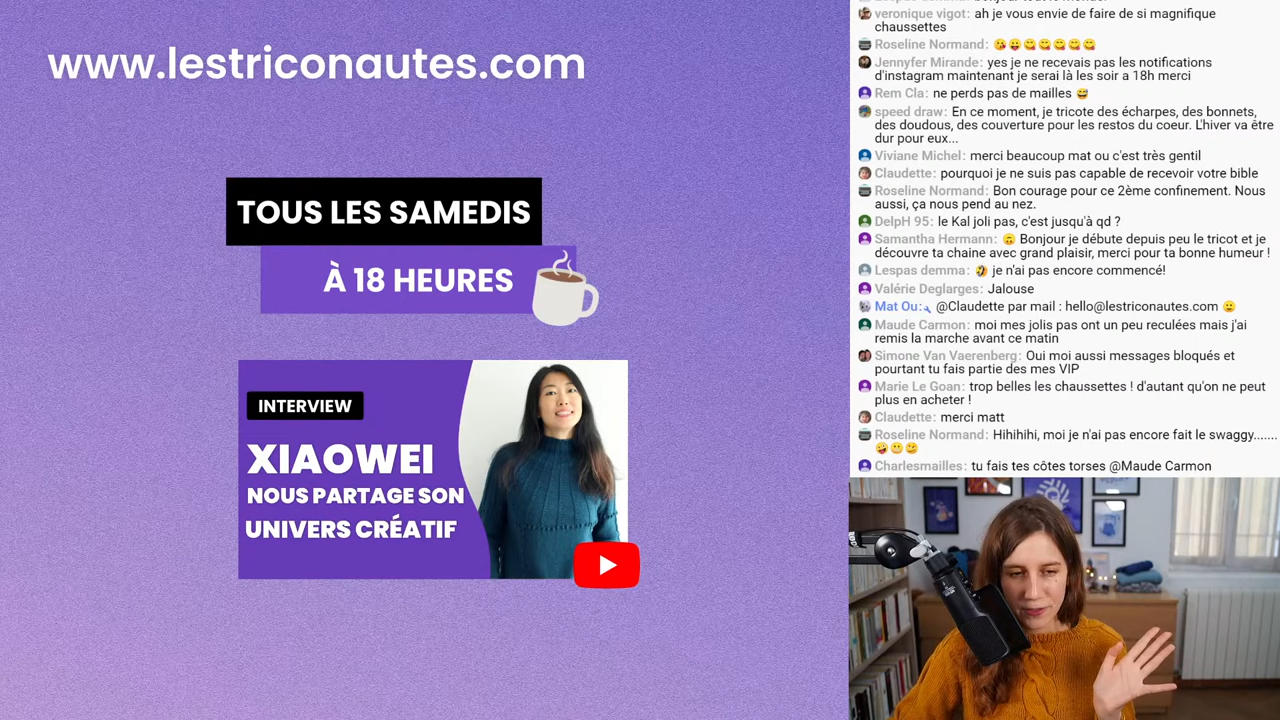 www.lestriconautes.com
TOUS LES SAMEDIS
À 18 HEURES
INTERVIEW
XIAOWEI
NOUS PARTAGE SON
UNIVERS CRÉATIF
veronique vigot: ah je vous envie de faire de si magnifique
chaussettes
Roseline Normand: 😘😛😋😋😋😋😋
Jennyfer Mirande: yes je ne recevais pas les notifications
d'instagram maintenant je serai là les soir a 18h merci
Rem Cla: ne perds pas de mailles 😅
speed draw: En ce moment, je tricote des écharpes, des bonnets,
des doudous, des couverture pour les restos du coeur. L'hiver va être
dur pour eux...
Viviane Michel: merci beaucoup mat ou c'est très gentil
Claudette: pourquoi je ne suis pas capable de recevoir votre bible
Roseline Normand: Bon courage pour ce 2ème confinement. Nous
aussi, ça nous pend au nez.
DelpH 95: le Kal joli pas, c'est jusqu'à qd ?
Samantha Hermann: 🙃 Bonjour je débute depuis peu le tricot et je
découvre ta chaine avec grand plaisir, merci pour ta bonne humeur !
Lespas demma: 🤣 je n'ai pas encore commencé!
Valérie Deglarges: Jalouse
Mat Ou: @Claudette par mail : hello@lestriconautes.com 🙂
Maude Carmon: moi mes jolis pas ont un peu reculées mais j'ai
remis la marche avant ce matin
Simone Van Vaerenberg: Oui moi aussi messages bloqués et
pourtant tu fais partie des mes VIP
Marie Le Goan: trop belles les chaussettes ! d'autant qu'on ne peut
plus en acheter !
Claudette: merci matt
Roseline Normand: Hihihihi, moi je n'ai pas encore fait le swaggy.......
🤪😬🥴
Charlesmailles: tu fais tes côtes torses @Maude Carmon